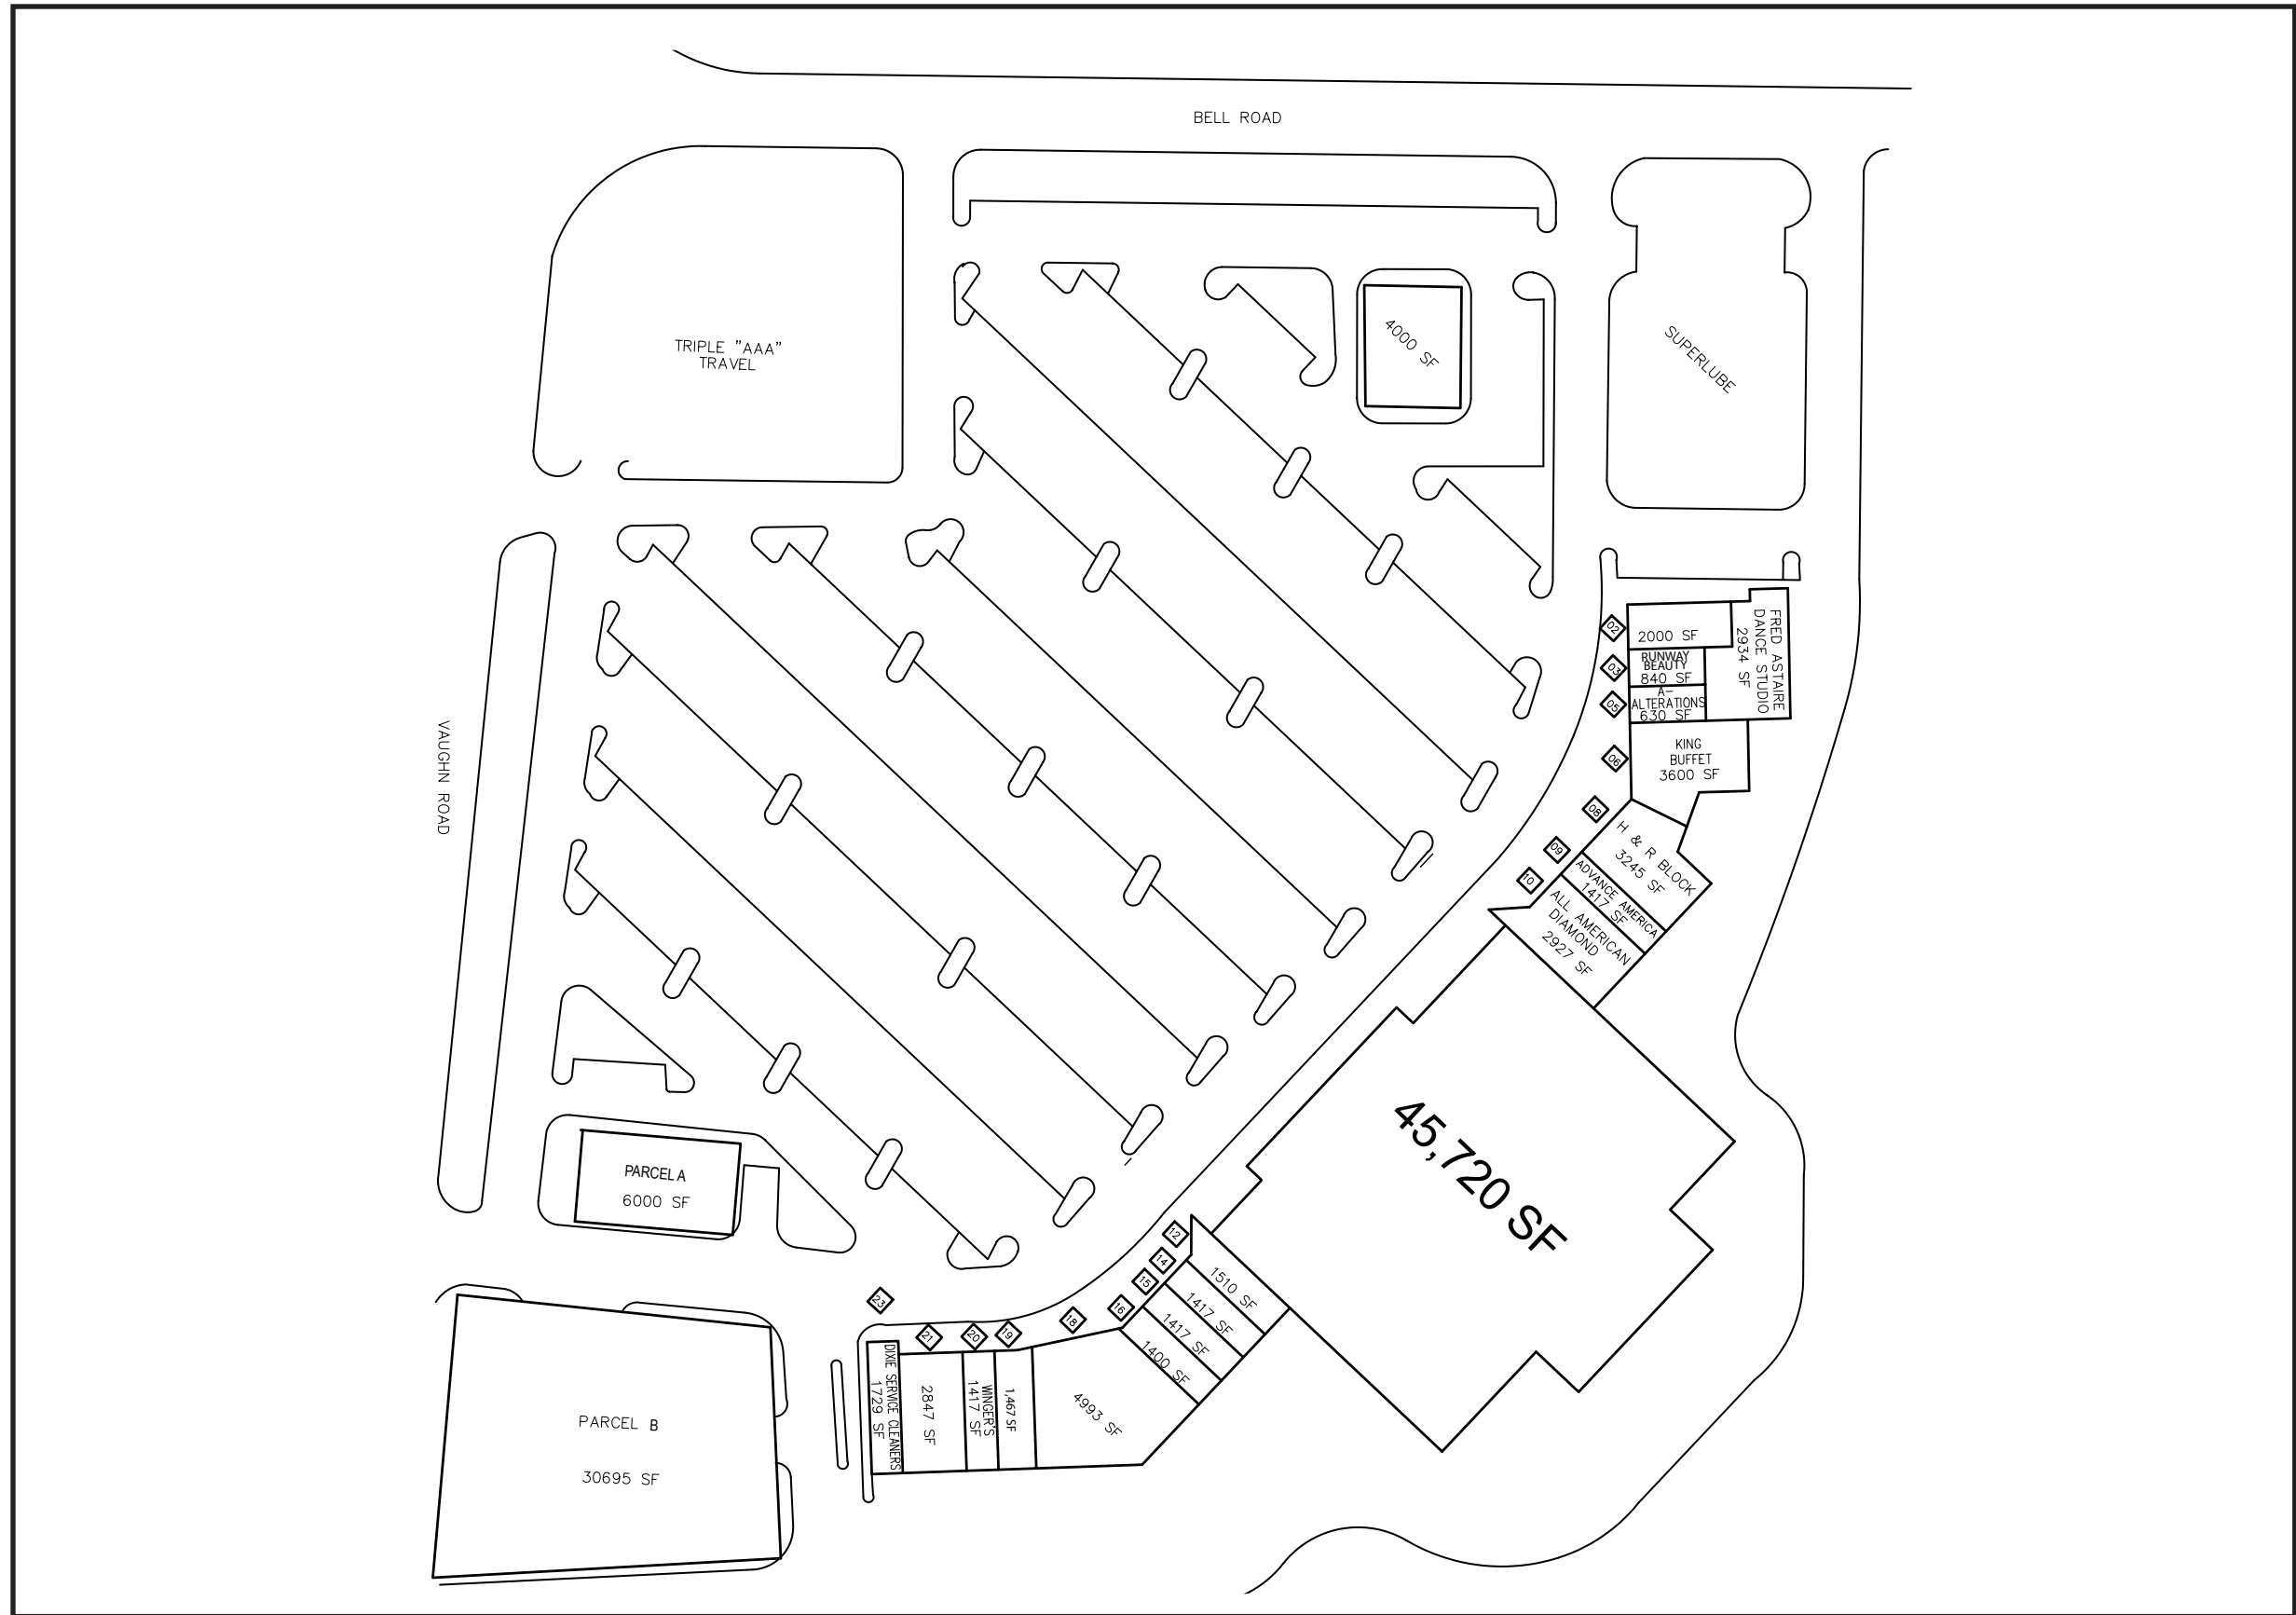 BELL ROAD
TRIPLE "AAA"
TRAVEL
4000 SF
SUPERLUBE
VAUGHN ROAD
02
2000 SF
FRED ASTAIRE
DANCE STUDIO
2934 SF
03
RUNWAY
BEAUTY
840 SF
05
A-
ALTERATIONS
630 SF
06
KING
BUFFET
3600 SF
08
H & R BLOCK
3245 SF
09
ADVANCE AMERICA
1417 SF
10
ALL AMERICAN
DIAMOND
2927 SF
45,720 SF
PARCEL A
6000 SF
12
1510 SF
14
1417 SF
15
1417 SF
16
1400 SF
18
4993 SF
19
1,467 SF
20
WINGER'S
1417 SF
21
2847 SF
23
DIXIE SERVICE CLEANERS
1729 SF
PARCEL B
30695 SF